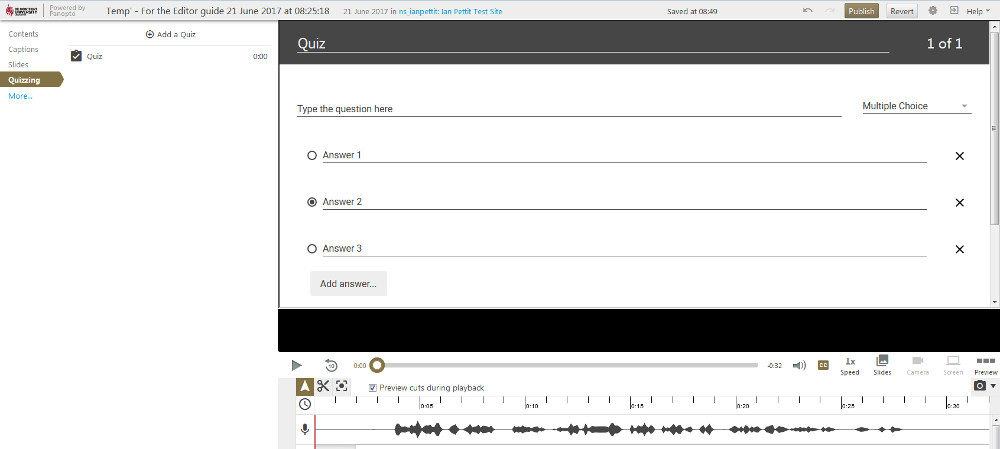 Powered by
Panopto
Temp' - For the Editor guide 21 June 2017 at 08:25:18
21 June 2017 in ns_ianpettit: Ian Pettit Test Site
Saved at 08:49
Publish
Revert
Help
Contents
Captions
Slides
Quizzing
More...
Add a Quiz
Quiz
0:00
Quiz
1 of 1
Type the question here
Multiple Choice
Answer 1
Answer 2
Answer 3
Add answer...
10
0:00
-0:32
CC
1x
Speed
Slides
Camera
Screen
Preview
Preview cuts during playback
0:05
0:10
0:15
0:20
0:25
0:30